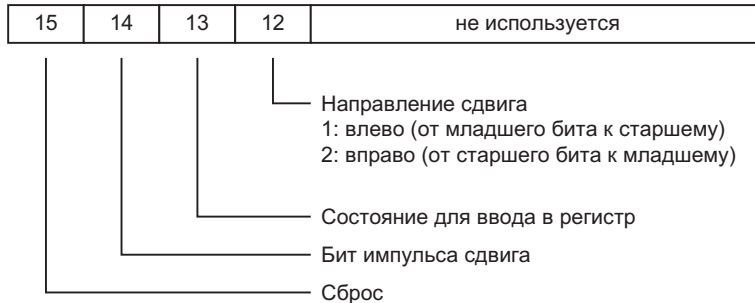 15 14 13 12 не используется
Направление сдвига
1: влево (от младшего бита к старшему)
2: вправо (от старшего бита к младшему)
Состояние для ввода в регистр
Бит импульса сдвига
Сброс